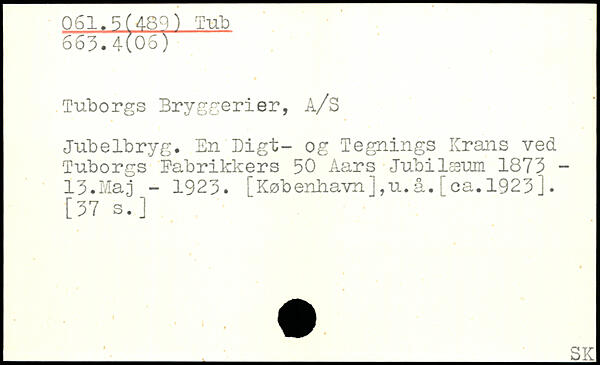 061.5(489) Tub
663.4(06)
Tuborgs Bryggerier, A/S
Jubelbryg. En Digt- og Tegnings Krans ved
Tuborgs Fabrikkers 50 Aars Jubilæum 1873 -
13.Maj - 1923. [København],u.å.[ca.1923].
[37 s.]
SK